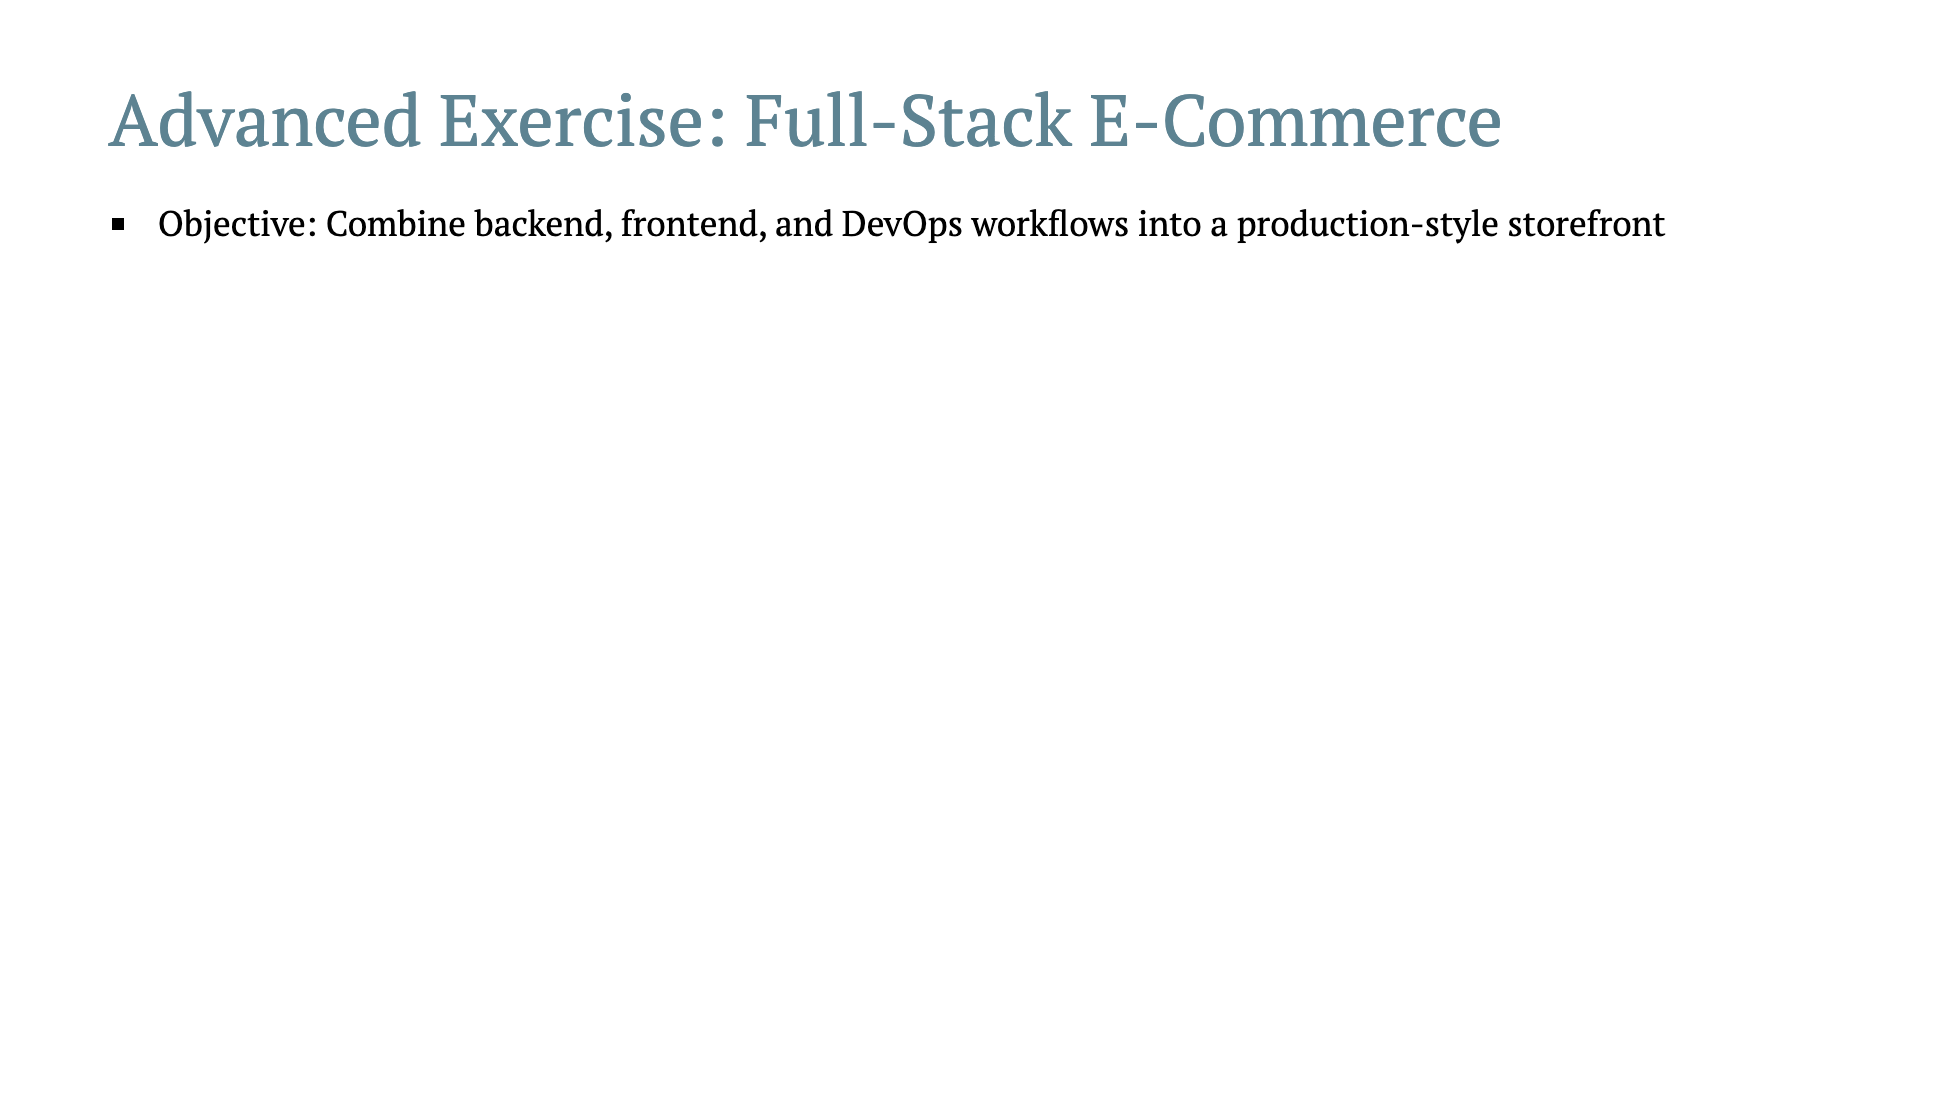 Advanced Exercise: Full-Stack E-Commerce
▪ Objective: Combine backend, frontend, and DevOps workflows into a production-style storefront